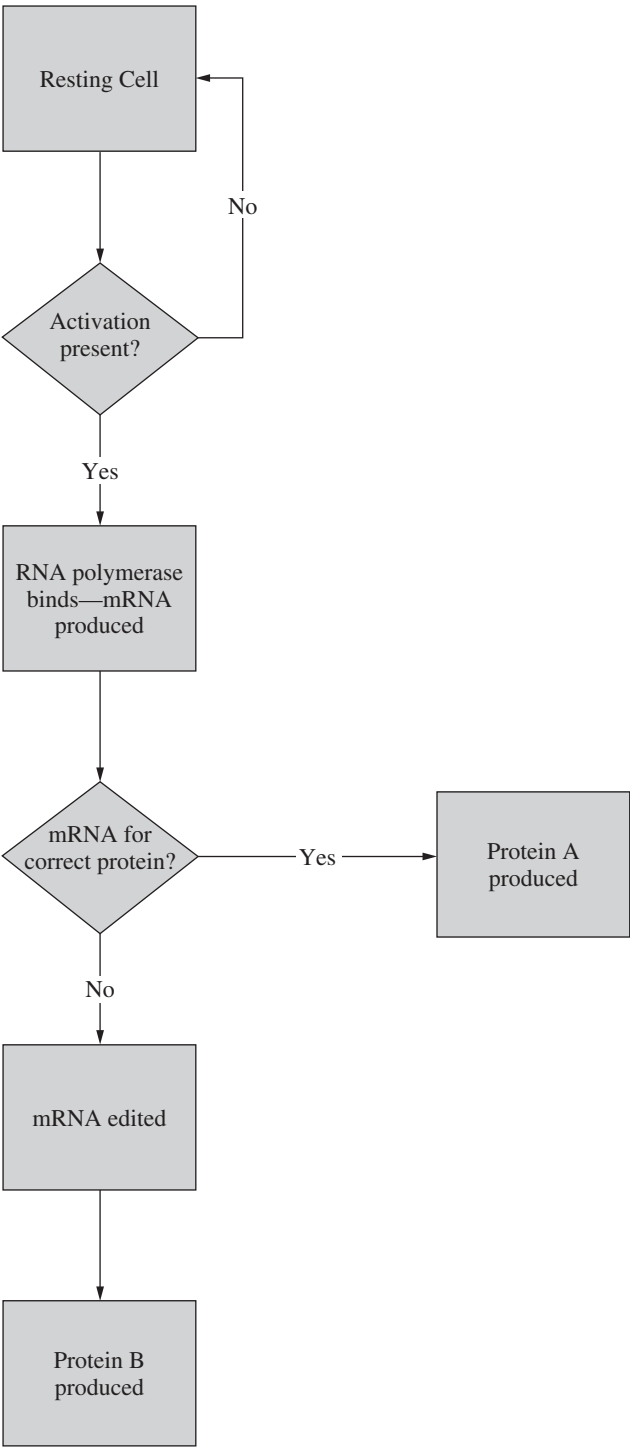 Resting Cell
No
Activation
present?
Yes
RNA polymerase
binds—mRNA
produced
mRNA for
correct protein?
Yes
Protein A
produced
No
mRNA edited
Protein B
produced